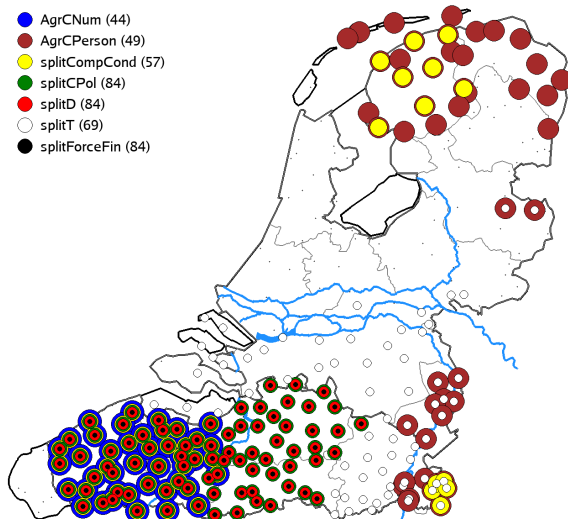 AgrCNum (44)
AgrCPerson (49)
splitCompCond (57)
splitCPol (84)
splitD (84)
splitT (69)
splitForceFin (84)